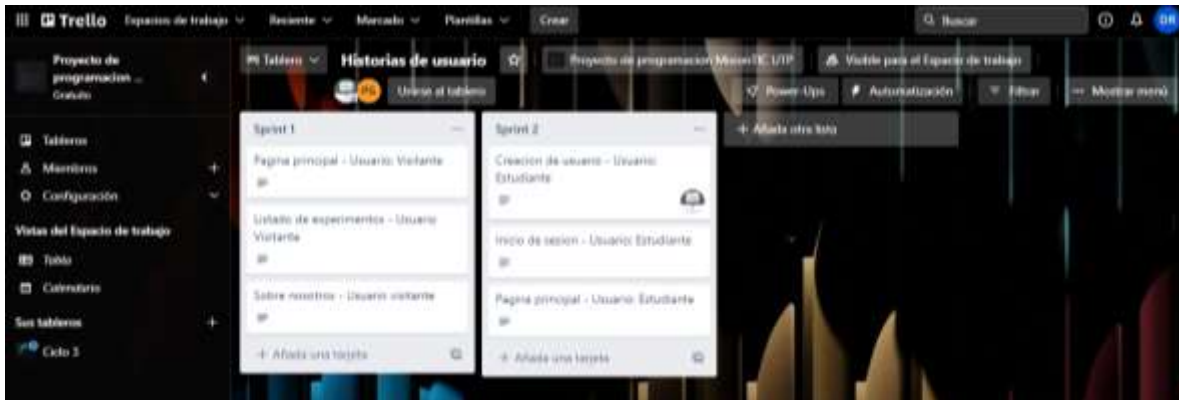 Trello
Espacios de trabajo
Reciente
Marcado
Plantillas
Crear
Buscar
DR
Proyecto de
programacion ...
Gratuito
Tablero
Historias de usuario
Proyecto de programacion MisionTIC UTP
Visible para el Espacio de trabajo
PG
Unirse al tablero
Power-Ups
Automatización
Filtrar
Mostrar menú
Tableros
Miembros
Configuración
Vistas del Espacio de trabajo
Tabla
Calendario
Sus tableros
Ciclo 3
Sprint 1
Pagina principal - Usuario: Visitante
Listado de experimentos - Usuario
Visitante
Sobre nosotros - Usuario visitante
+ Añada una tarjeta
Sprint 2
Creacion de usuario - Usuario:
Estudiante
Inicio de sesion - Usuario: Estudiante
Pagina principal - Usuario: Estudiante
+ Añada una tarjeta
+ Añada otra lista